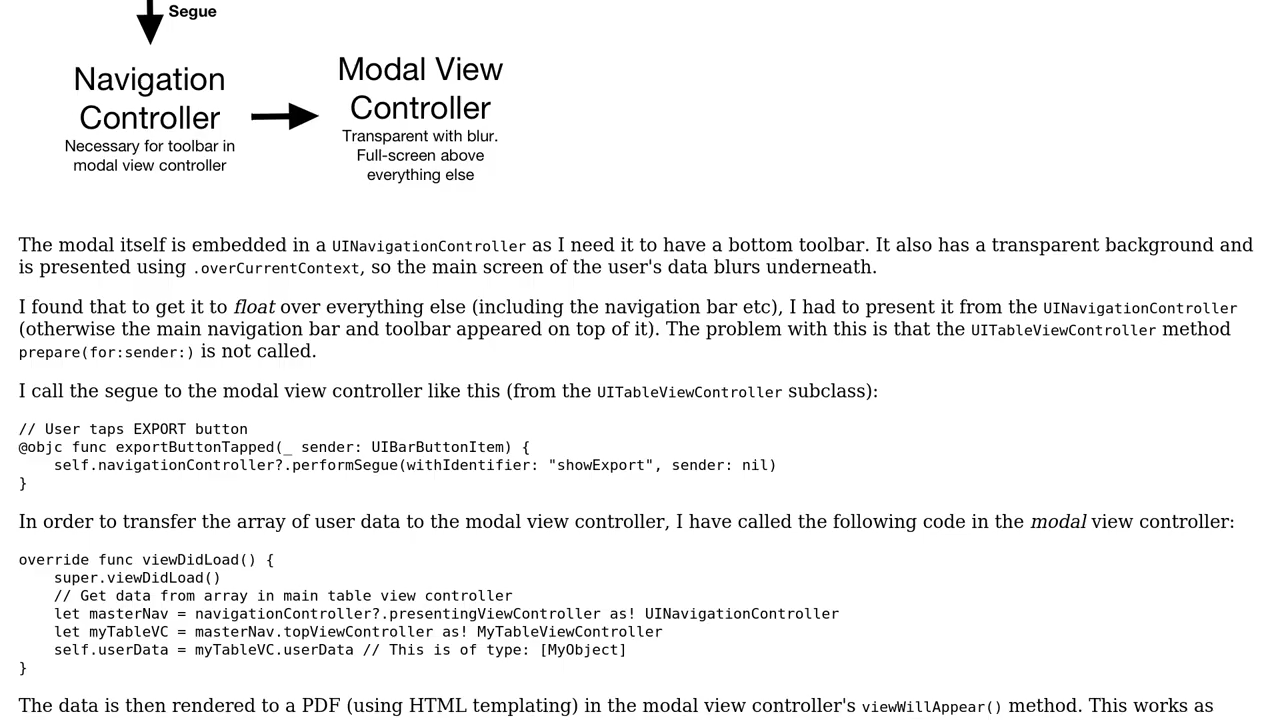 Segue
Navigation
Controller
Necessary for toolbar in
modal view controller
Modal View
Controller
Transparent with blur.
Full-screen above
everything else
The modal itself is embedded in a UINavigationController as I need it to have a bottom toolbar. It also has a transparent background and
is presented using .overCurrentContext, so the main screen of the user's data blurs underneath.
I found that to get it to float over everything else (including the navigation bar etc), I had to present it from the UINavigationController
(otherwise the main navigation bar and toolbar appeared on top of it). The problem with this is that the UITableViewController method
prepare(for:sender:) is not called.
I call the segue to the modal view controller like this (from the UITableViewController subclass):
// User taps EXPORT button
@objc func exportButtonTapped(_ sender: UIBarButtonItem) {
    self.navigationController?.performSegue(withIdentifier: "showExport", sender: nil)
}
In order to transfer the array of user data to the modal view controller, I have called the following code in the modal view controller:
override func viewDidLoad() {
    super.viewDidLoad()
    // Get data from array in main table view controller
    let masterNav = navigationController?.presentingViewController as! UINavigationController
    let myTableVC = masterNav.topViewController as! MyTableViewController
    self.userData = myTableVC.userData // This is of type: [MyObject]
}
The data is then rendered to a PDF (using HTML templating) in the modal view controller's viewWillAppear() method. This works as